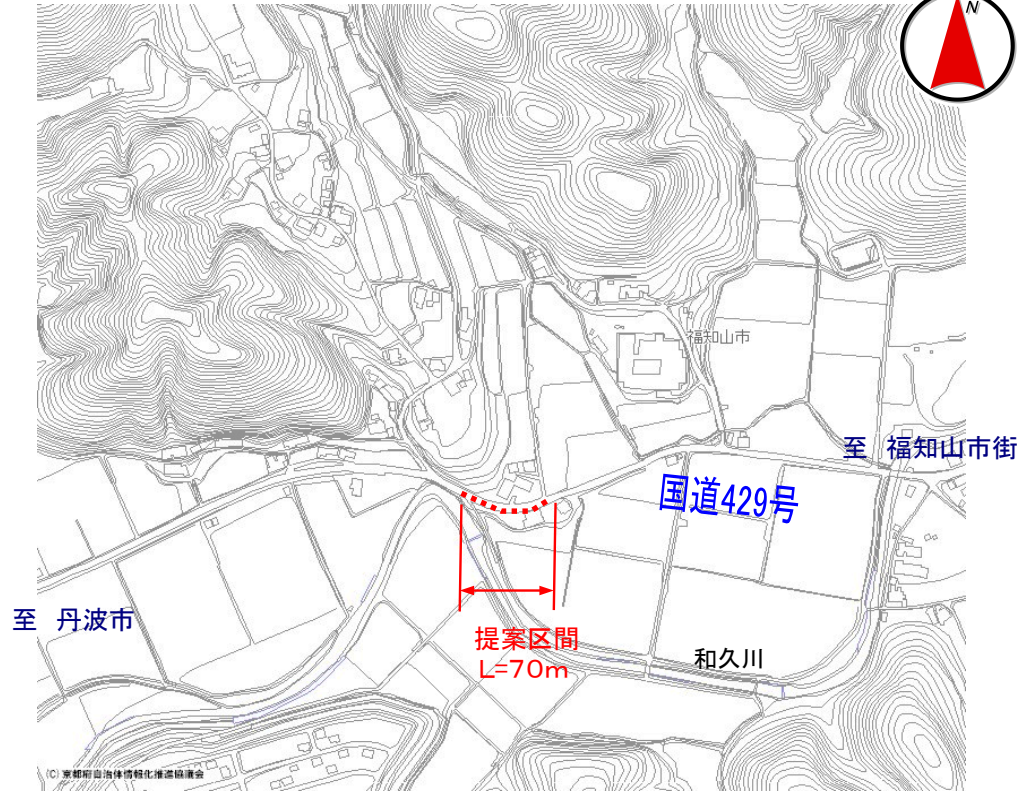 N
福知山市
至 福知山市街
国道429号
至 丹波市
提案区間
L=70m
和久川
(C) 京都府自治体情報化推進協議会